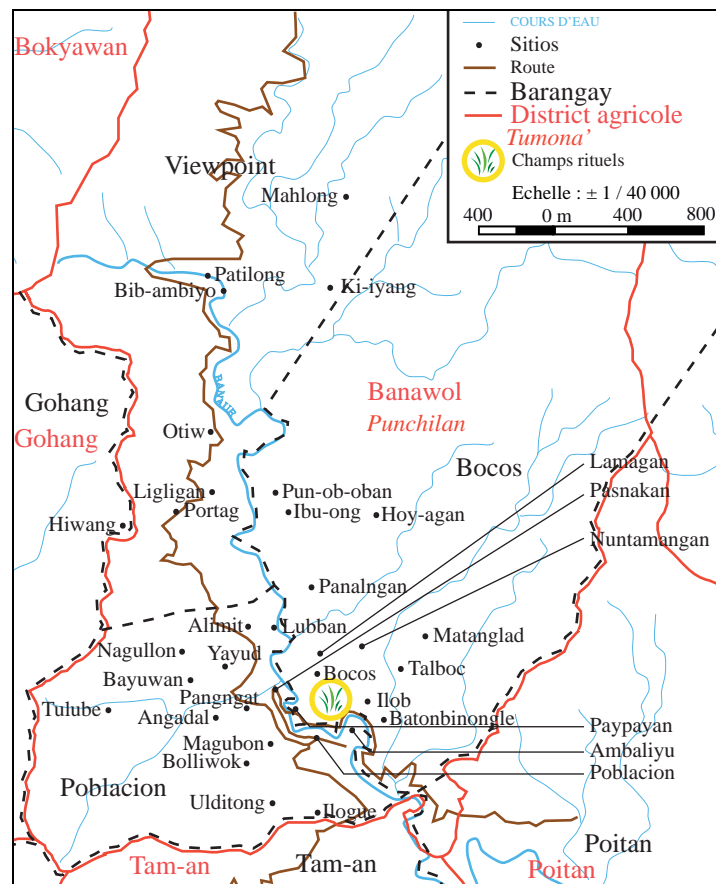 COURS D'EAU
Sitios
Route
Barangay
District agricole
Tumona'
Champs rituels
Echelle : ± 1 / 40 000
400 0 m 400 800
Bokyawan
Viewpoint
Mahlong
Patilong
Bib-ambiyo
Ki-iyang
BANAUR
Gohang
Gohang
Banawol
Punchilan
Otiw
Bocos
Lamagan
Pasnakan
Nuntamangan
Ligligan
Pun-ob-oban
Portag
Ibu-ong
Hoy-agan
Hiwang
Panalngan
Alimit
Lubban
Matanglad
Nagullon
Yayud
Bocos
Talboc
Bayuwan
Pangngat
Ilob
Tulube
Angadal
Batonbinongle
Paypayan
Magubon
Ambaliyu
Bolliwok
Poblacion
Poblacion
Ulditong
Ilogue
Poitan
Tam-an
Tam-an
Poitan